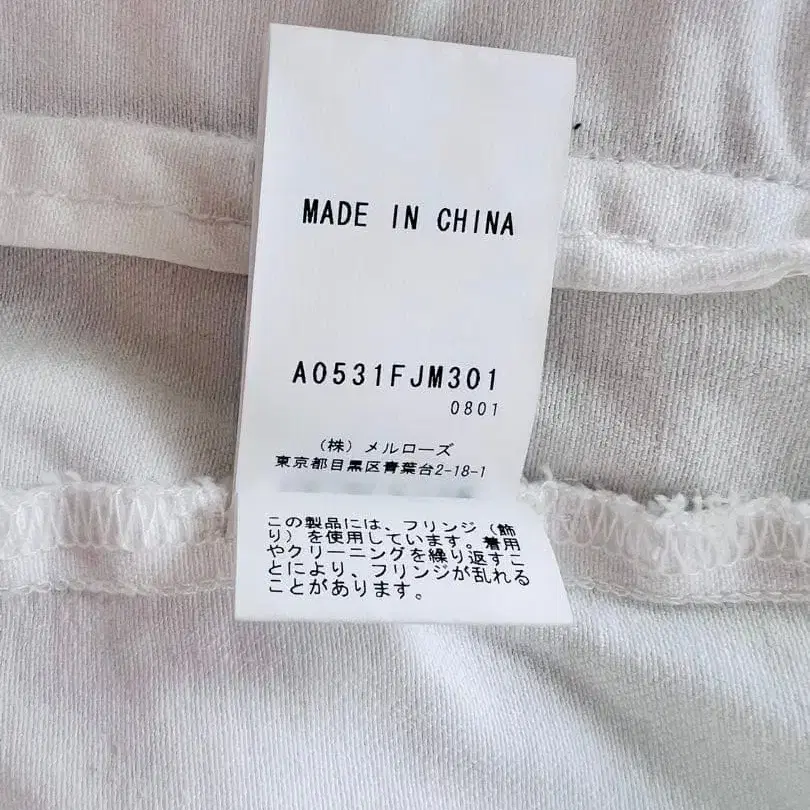 MADE IN CHINA
A0531FJM301
0801
(株) メルローズ
東京都目黒区青葉台2-18-1
この製品には、フリンジ(飾
り)を使用しています。着用
やクリーニングを繰り返すこ
とにより、フリンジが乱れる
ことがあります。